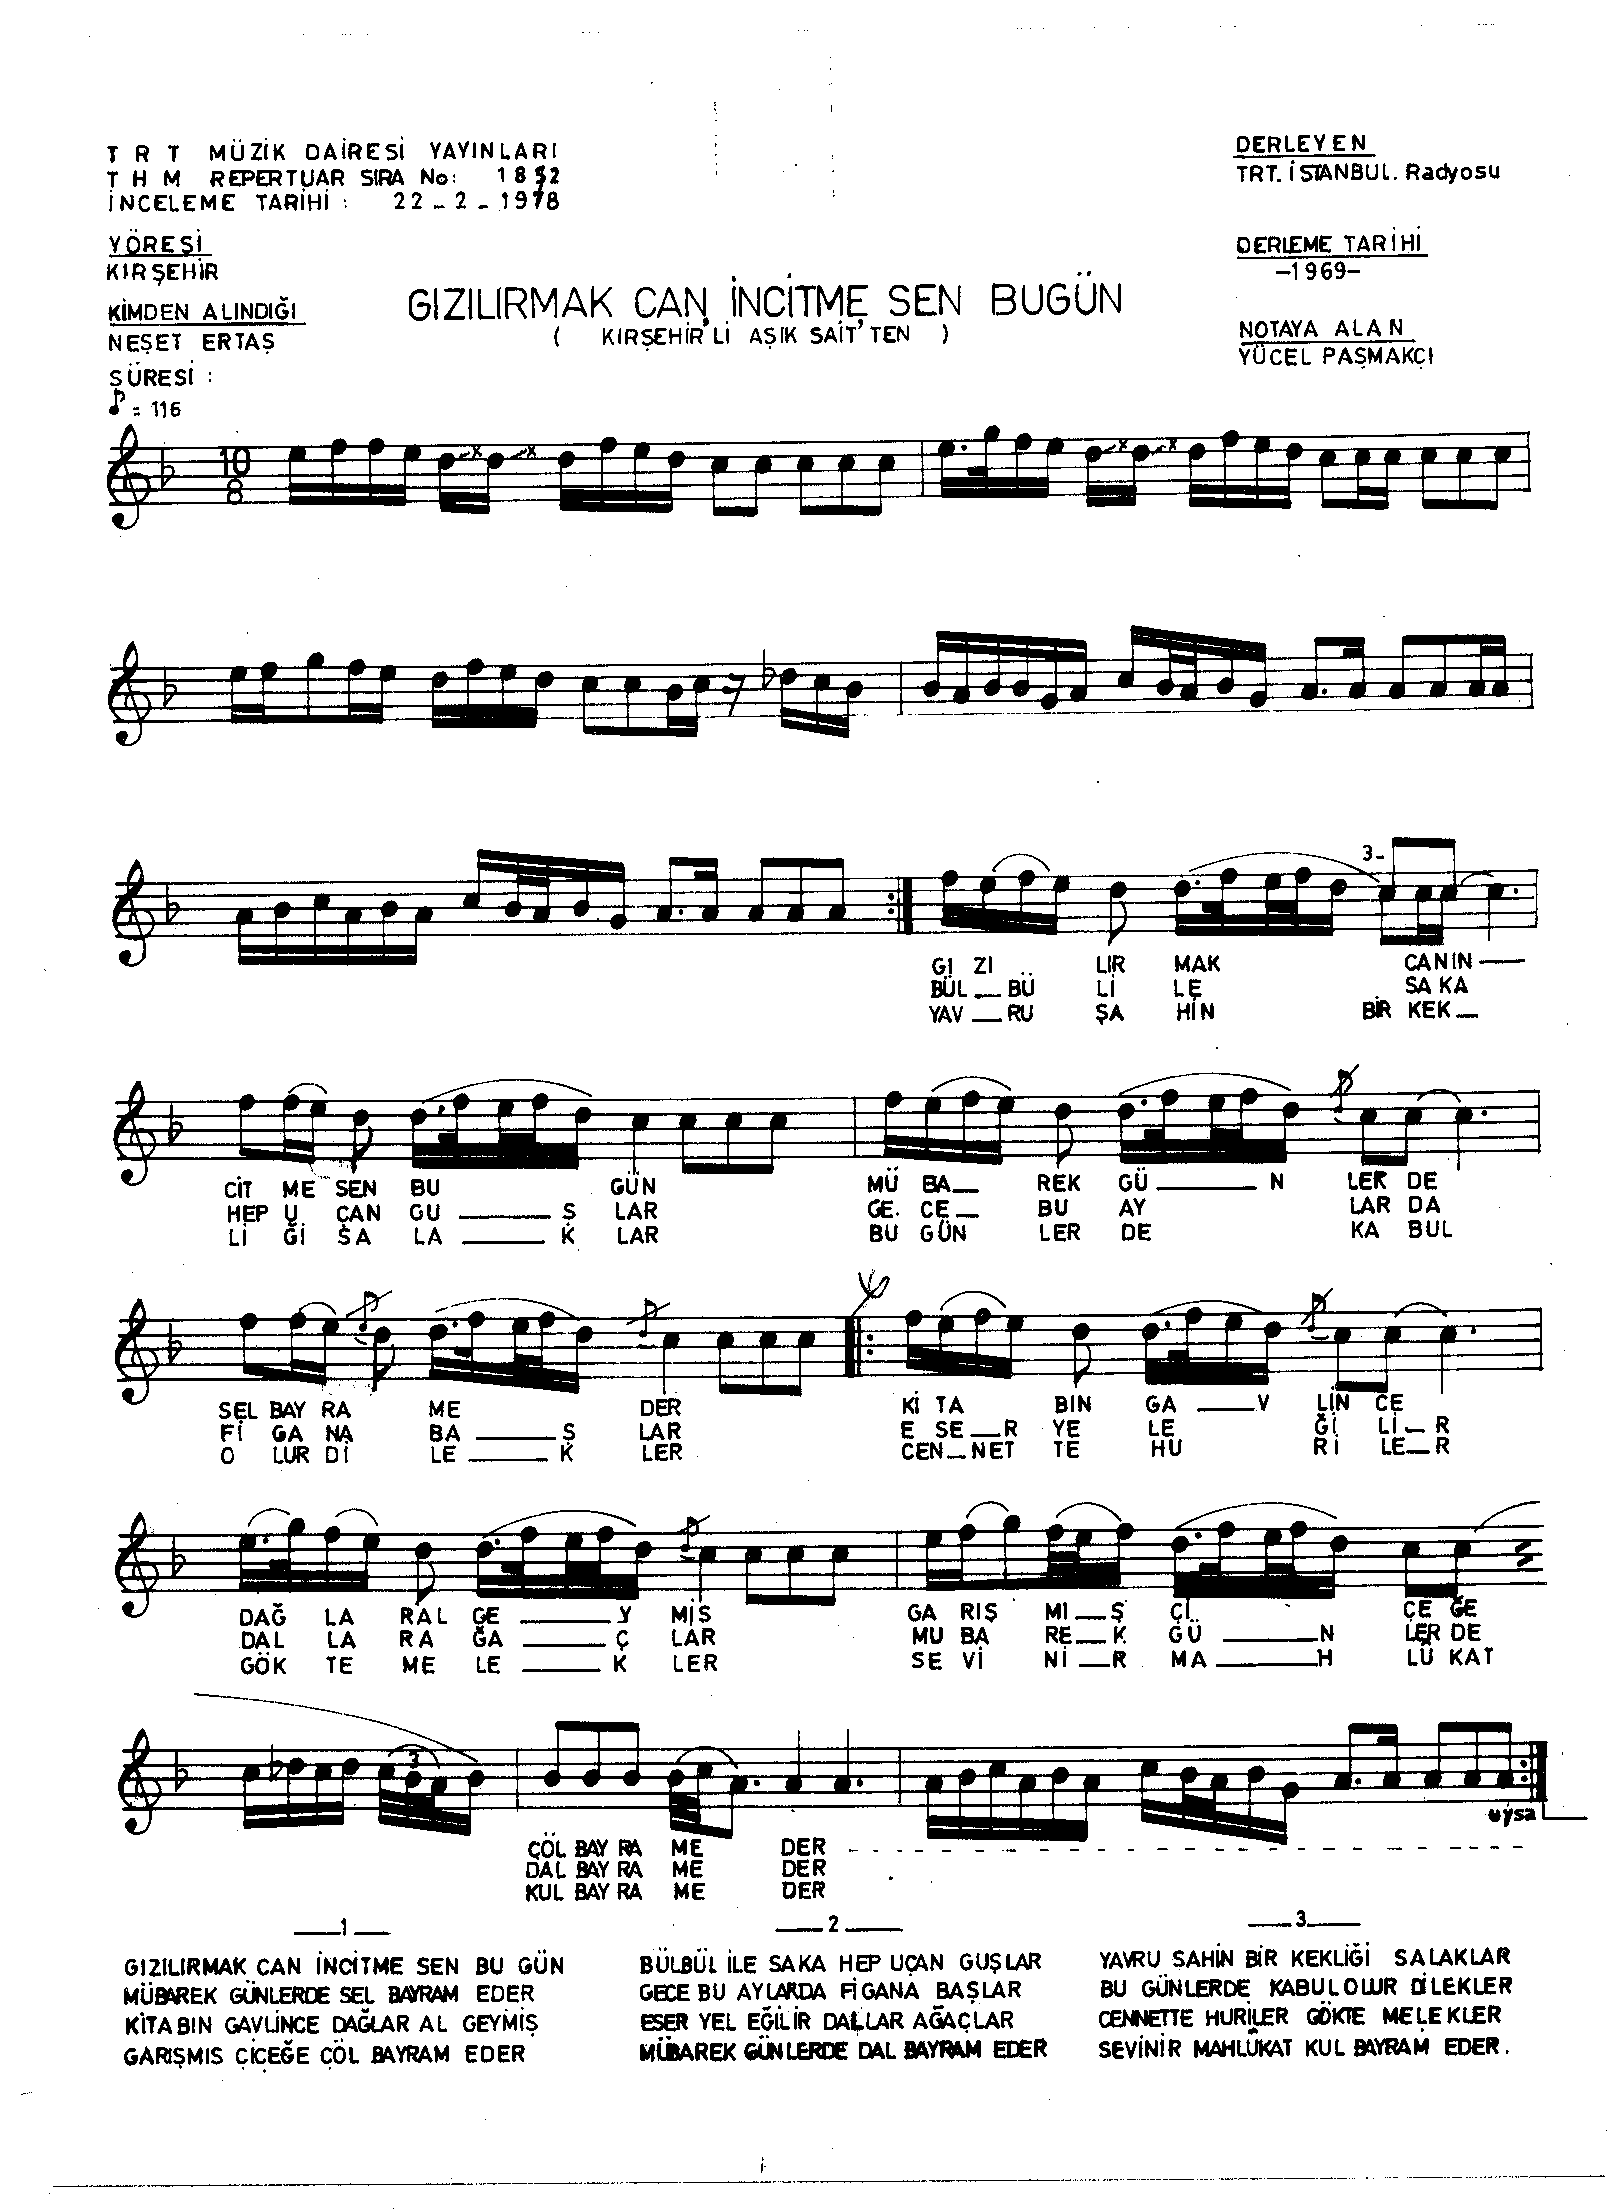 TRT MÜZİK DAİRESİ YAYINLARI
THM REPERTUAR SIRA No: 1852
İNCELEME TARİHİ : 22-2-1978
DERLEYEN
TRT. İSTANBUL. Radyosu
YÖRESİ
KIRŞEHİR
DERLEME TARİHİ
-1969-
KİMDEN ALINDIĞI
NEŞET ERTAŞ
GIZILIRMAK CAN İNCİTME SEN BUGÜN
( KIRŞEHİR'Lİ AŞIK SAİT'TEN )
NOTAYA ALAN
YÜCEL PAŞMAKÇI
SÜRESİ :
♪ = 116
10
8
3
GI ZI LIR MAK CANIN—
BÜL—BÜ Lİ LE SAKA
YAV—RU ŞA HİN BİR KEK—
CİT ME SEN BU GÜN MÜ BA— REK GÜ—N LER DE
HEP U ÇAN GU—Ş LAR GE. CE— BU AY LAR DA
Lİ Ğİ SA LA—K LAR BU GÜN LER DE KA BUL
SEL BAY RA ME DER Kİ TA BIN GA—V LİN CE
Fİ GA NA BA—Ş LAR E SE—R YE LE Ğİ Lİ—R
O LUR Dİ LE—K LER CEN—NET TE HU Rİ LE—R
DAĞ LA RAL GE—Y MİS GA RIŞ MI—Ş Çİ ÇE ĞE
DAL LA RA ĞA—Ç LAR MU BA RE—K GÜ—N LER DE
GÖK TE ME LE—K LER SE Vİ Nİ—R MA—H LÛ KAT
3
uysa
ÇÖL BAY RA ME DER - - -
DAL BAY RA ME DER
KUL BAY RA ME DER
—1—
GIZILIRMAK CAN İNCİTME SEN BU GÜN
MÜBAREK GÜNLERDE SEL BAYRAM EDER
KİTABIN GAVLİNCE DAĞLAR AL GEYMİŞ
GARIŞMIS ÇİÇEĞE ÇÖL BAYRAM EDER
—2—
BÜLBÜL İLE SAKA HEP UÇAN GUŞLAR
GECE BU AYLARDA FİGANA BAŞLAR
ESER YEL EĞİLİR DALLAR AĞAÇLAR
MÜBAREK GÜNLERDE DAL BAYRAM EDER
—3—
YAVRU SAHİN BİR KEKLİĞİ SALAKLAR
BU GÜNLERDE KABUL OLUR DİLEKLER
CENNETTE HURİLER GÖKTE MELEKLER
SEVİNİR MAHLÛKAT KUL BAYRAM EDER.